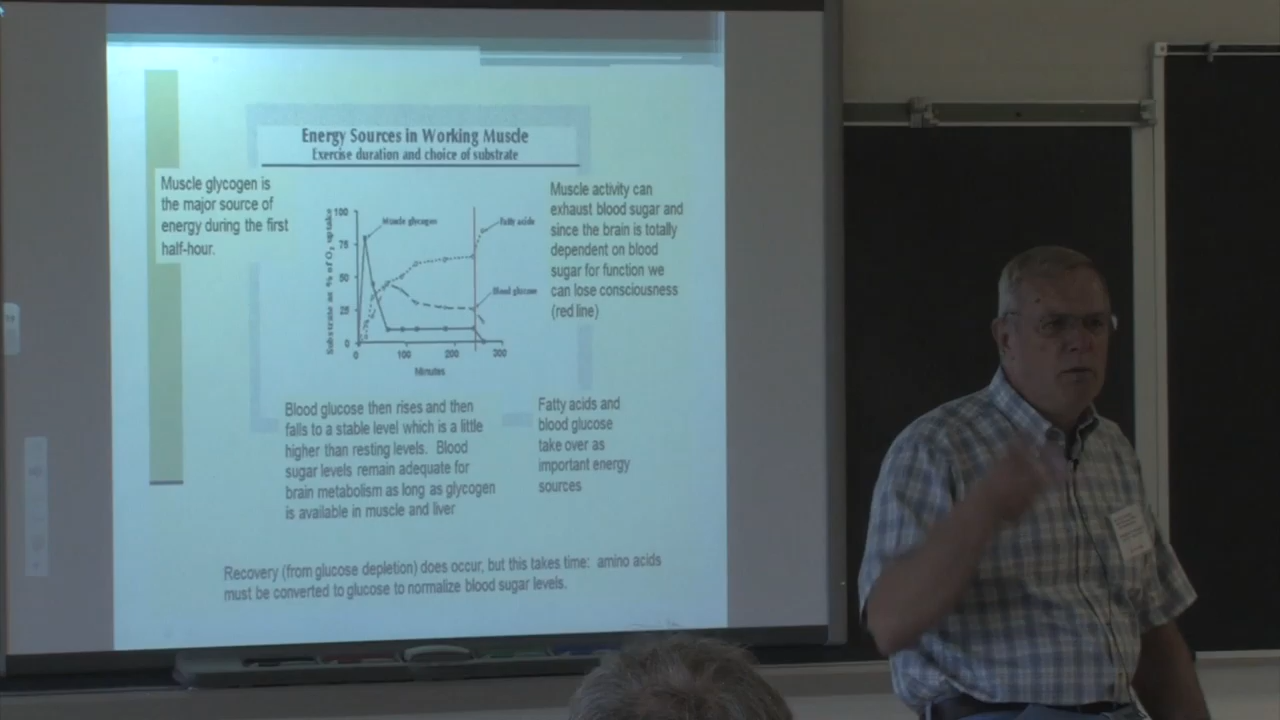 Energy Sources in Working Muscle
Exercise duration and choice of substrate
Muscle glycogen is
the major source of
energy during the first
half-hour.
Substrate as % of O₂ uptake
100
75
50
25
0
Muscle glycogen
Fatty acids
Blood glucose
0
100
200
300
Minutes
Muscle activity can
exhaust blood sugar and
since the brain is totally
dependent on blood
sugar for function we
can lose consciousness
(red line)
Blood glucose then rises and then
falls to a stable level which is a little
higher than resting levels. Blood
sugar levels remain adequate for
brain metabolism as long as glycogen
is available in muscle and liver
Fatty acids and
blood glucose
take over as
important energy
sources
Recovery (from glucose depletion) does occur, but this takes time: amino acids
must be converted to glucose to normalize blood sugar levels.